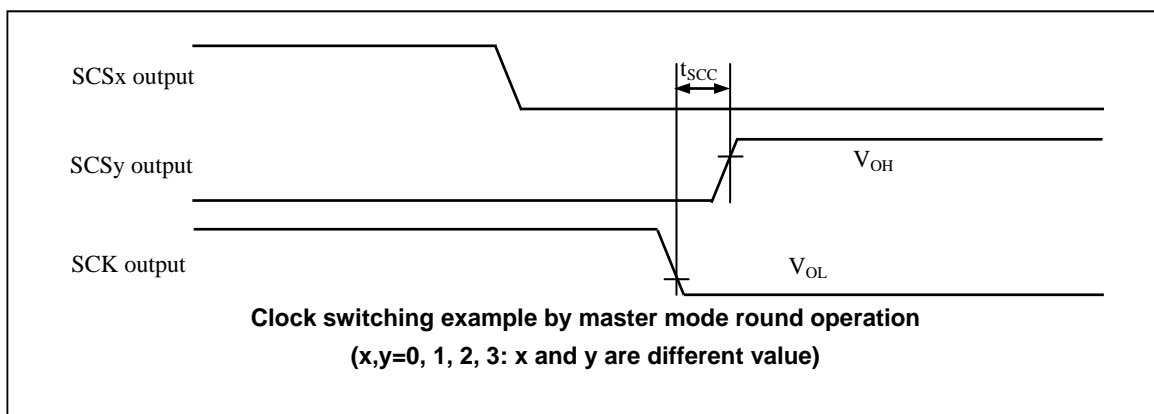 SCSx output
tSCC
SCSy output
VOH
SCK output
VOL
Clock switching example by master mode round operation
(x,y=0, 1, 2, 3: x and y are different value)